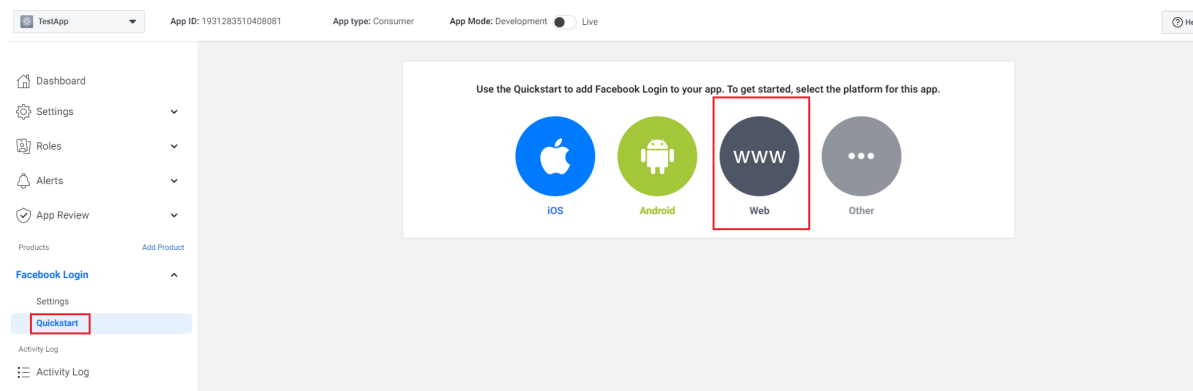 TestApp
App ID: 1931283510408081
App type: Consumer
App Mode: Development
Live
Dashboard
Settings
Roles
Alerts
App Review
Products
Add Product
Facebook Login
Settings
Quickstart
Activity Log
Activity Log
Use the Quickstart to add Facebook Login to your app. To get started, select the platform for this app.
www
iOS
Android
Web
Other